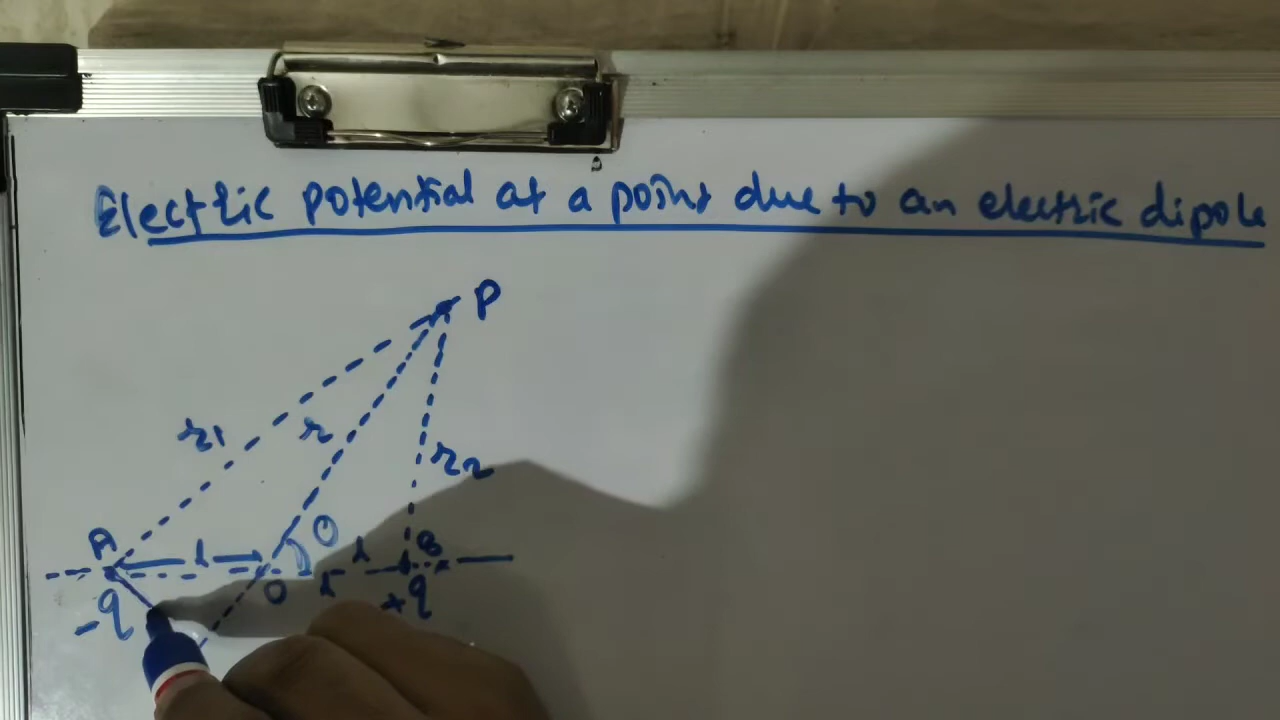 Electric potential at a point due to an electric dipole
P
r1
r
r2
A
l
θ
l
B
O
l
-q
+q